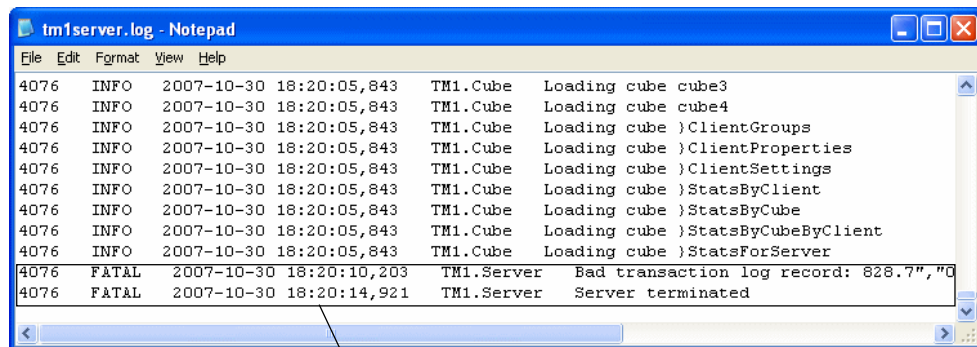 tm1server.log - Notepad
File Edit Format View Help
4076 INFO 2007-10-30 18:20:05,843 TM1.Cube Loading cube cube3
4076 INFO 2007-10-30 18:20:05,843 TM1.Cube Loading cube cube4
4076 INFO 2007-10-30 18:20:05,843 TM1.Cube Loading cube }ClientGroups
4076 INFO 2007-10-30 18:20:05,843 TM1.Cube Loading cube }ClientProperties
4076 INFO 2007-10-30 18:20:05,843 TM1.Cube Loading cube }ClientSettings
4076 INFO 2007-10-30 18:20:05,843 TM1.Cube Loading cube }StatsByClient
4076 INFO 2007-10-30 18:20:05,843 TM1.Cube Loading cube }StatsByCube
4076 INFO 2007-10-30 18:20:05,843 TM1.Cube Loading cube }StatsByCubeByClient
4076 INFO 2007-10-30 18:20:05,843 TM1.Cube Loading cube }StatsForServer
4076 FATAL 2007-10-30 18:20:10,203 TM1.Server Bad transaction log record: 828.7","0
4076 FATAL 2007-10-30 18:20:14,921 TM1.Server Server terminated